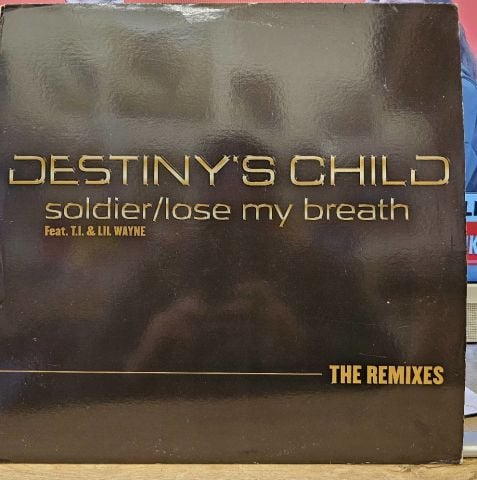 DESTINY'S CHILD
soldier/lose my breath
Feat. T.I. & LIL WAYNE
THE REMIXES